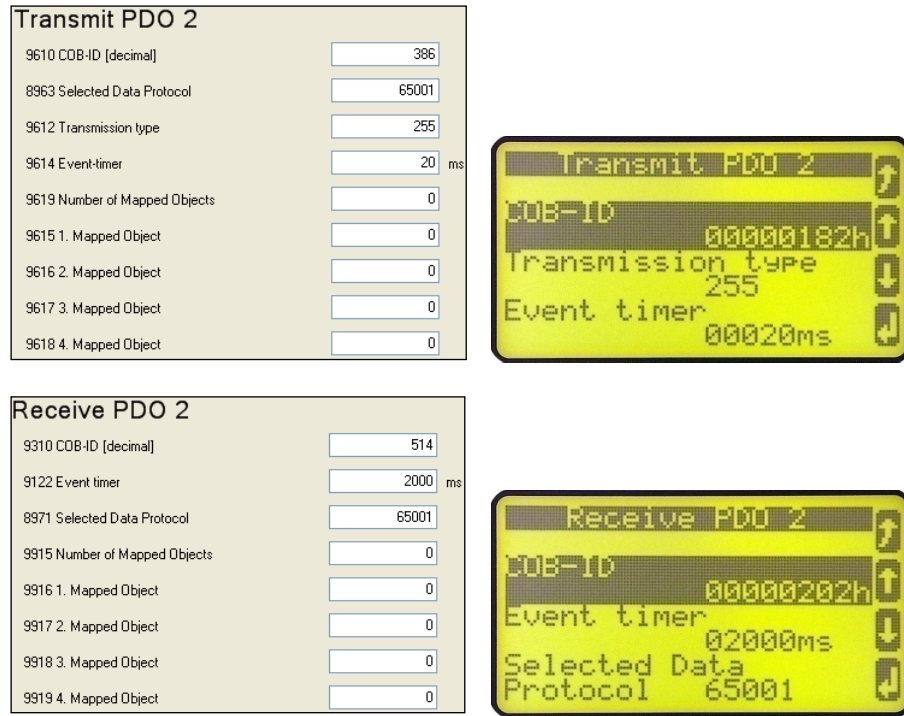 Transmit PDO 2
9610 COB-ID [decimal] 386
8963 Selected Data Protocol 65001
9612 Transmission type 255
9614 Event-timer 20 ms
9619 Number of Mapped Objects 0
9615 1. Mapped Object 0
9616 2. Mapped Object 0
9617 3. Mapped Object 0
9618 4. Mapped Object 0
Transmit PDO 2
COB-ID
00000182h
Transmission type
255
Event timer
00020ms
Receive PDO 2
9310 COB-ID [decimal] 514
9122 Event timer 2000 ms
8971 Selected Data Protocol 65001
9915 Number of Mapped Objects 0
9916 1. Mapped Object 0
9917 2. Mapped Object 0
9918 3. Mapped Object 0
9919 4. Mapped Object 0
Receive PDO 2
COB-ID
00000202h
Event timer
02000ms
Selected Data
Protocol 65001